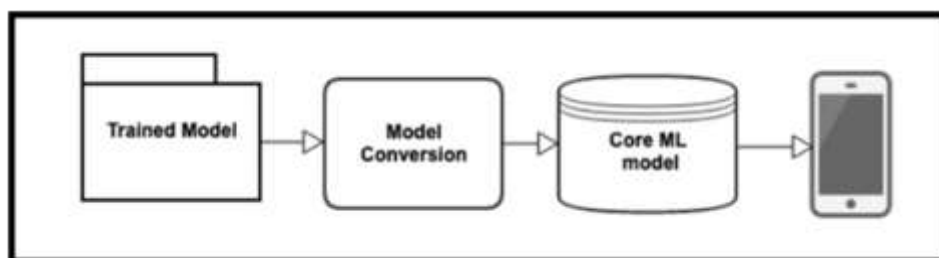 Trained Model
Model
Conversion
Core ML
model